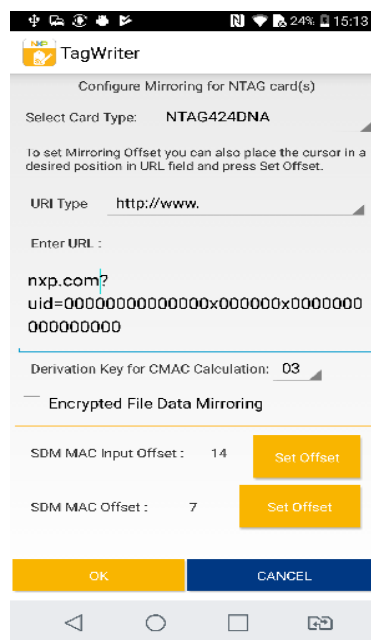 N 24% 15:13
NXP TagWriter
Configure Mirroring for NTAG card(s)
Select Card Type: NTAG424DNA
To set Mirroring Offset you can also place the cursor in a
desired position in URL field and press Set Offset.
URI Type http://www.
Enter URL :
nxp.com?
uid=00000000000000x000000x0000000
000000000
Derivation Key for CMAC Calculation: 03
Encrypted File Data Mirroring
SDM MAC Input Offset : 14 Set Offset
SDM MAC Offset : 7 Set Offset
OK CANCEL